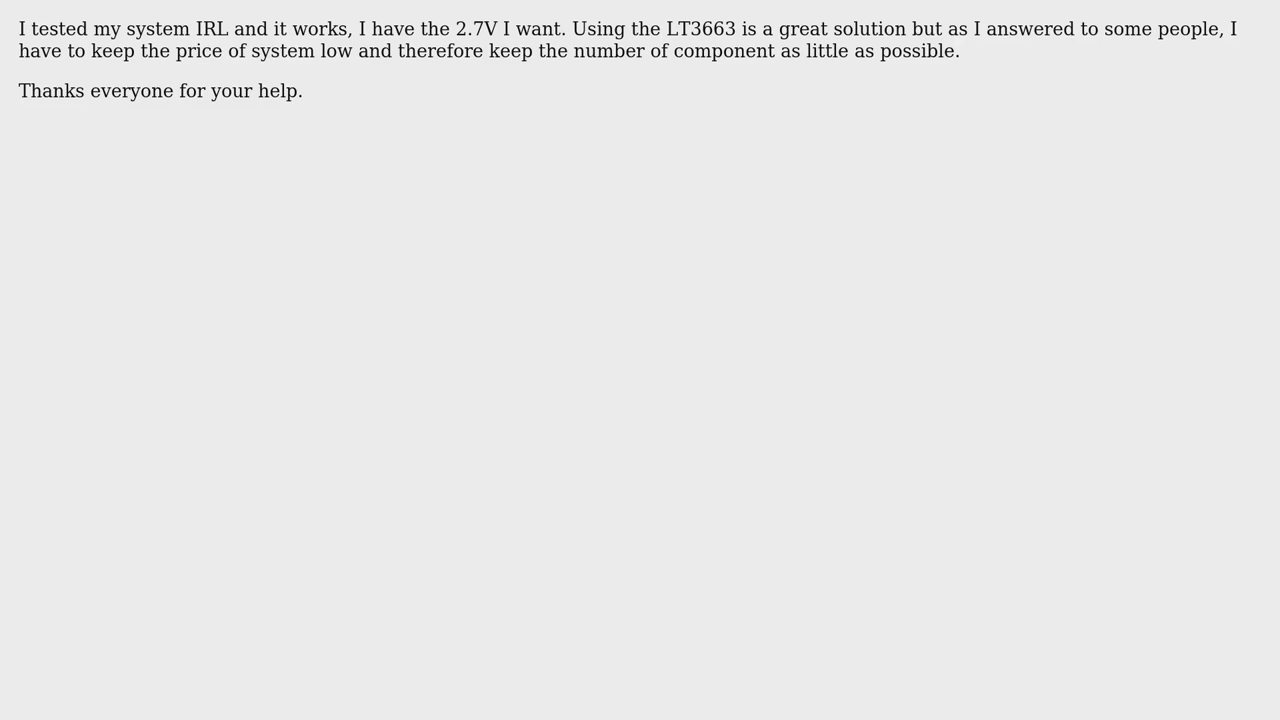 I tested my system IRL and it works, I have the 2.7V I want. Using the LT3663 is a great solution but as I answered to some people, I
have to keep the price of system low and therefore keep the number of component as little as possible.
Thanks everyone for your help.